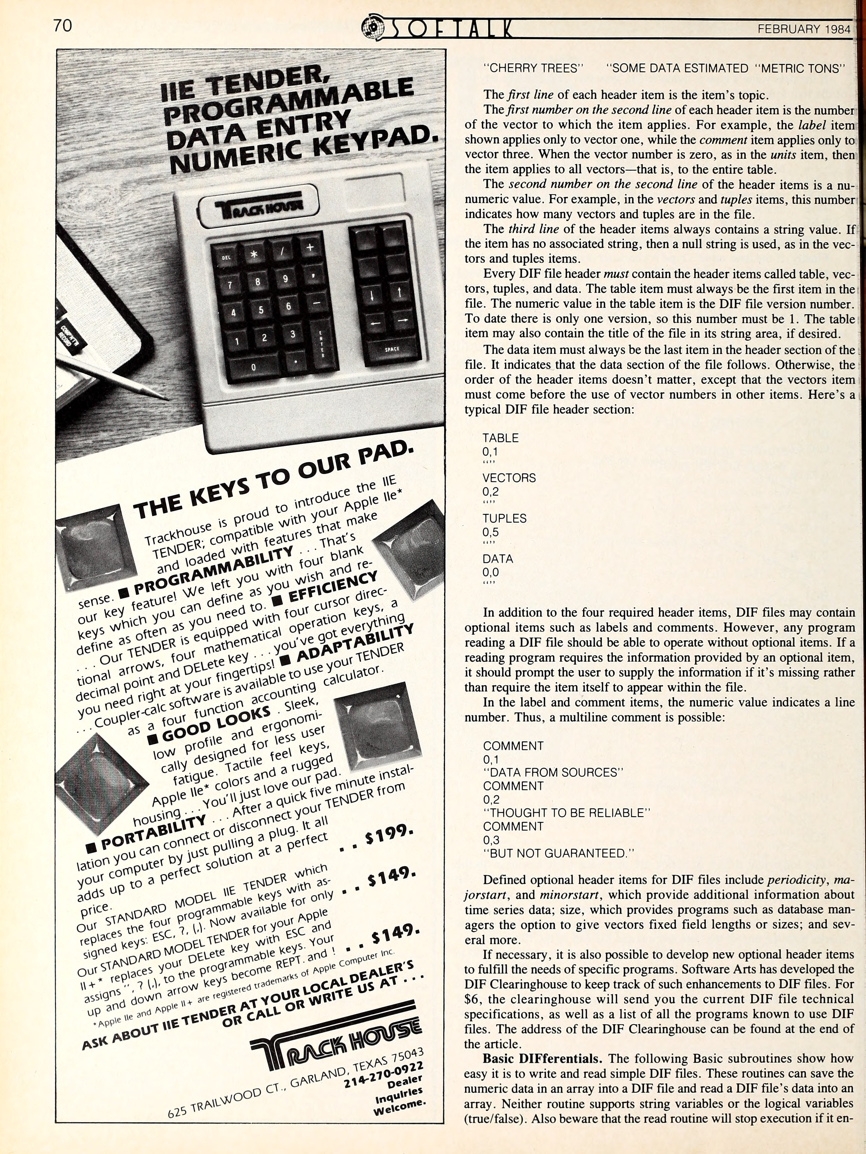 70
SOFTALK
FEBRUARY 1984
IIE TENDER,
PROGRAMMABLE
DATA ENTRY
NUMERIC KEYPAD.
TRACK HOUSE
DEL * / +
7 8 9
4 5 6 −
1 2 3 ENTER
0 .
↓ ↑
← →
SPACE
THE KEYS TO OUR PAD.
Trackhouse is proud to introduce the IIE
TENDER; compatible with your Apple IIe*
and loaded with features that make
sense. ■ PROGRAMMABILITY . . . That's
our key feature! We left you with four blank
keys which you can define as you wish and re-
define as often as you need to. ■ EFFICIENCY
. . . Our TENDER is equipped with four cursor direc-
tional arrows, four mathematical operation keys, a
decimal point and DELete key . . . you've got everything
you need right at your fingertips! ■ ADAPTABILITY
. . . Coupler-calc software is available to use your TENDER
as a four function accounting calculator.
■ GOOD LOOKS . Sleek,
low profile and ergonomi-
cally designed for less user
fatigue. Tactile feel keys,
Apple IIe* colors and a rugged
housing . . . You'll just love our pad.
■ PORTABILITY . . . After a quick five minute instal-
lation you can connect or disconnect your TENDER from
your computer by just pulling a plug. It all
adds up to a perfect solution at a perfect
price. . . $199.
Our STANDARD MODEL IIE TENDER which
replaces the four programmable keys with as-
signed keys: ESC, ?, (,). Now available for only . . $149.
Our STANDARD MODEL TENDER for your Apple
II+* replaces your DELete key with ESC and
assigns ", ? (,), to the programmable keys. Your
up and down arrow keys become REPT. and ! . . $149.
*Apple IIe and Apple II+ are registered trademarks of Apple Computer Inc.
ASK ABOUT IIE TENDER AT YOUR LOCAL DEALER'S
OR CALL OR WRITE US AT . . .
TRACK HOUSE
625 TRAILWOOD CT., GARLAND, TEXAS 75043
214-270-0922
Dealer
Inquiries
Welcome.
"CHERRY TREES" "SOME DATA ESTIMATED "METRIC TONS"
The first line of each header item is the item's topic.
The first number on the second line of each header item is the number
of the vector to which the item applies. For example, the label item
shown applies only to vector one, while the comment item applies only to
vector three. When the vector number is zero, as in the units item, then
the item applies to all vectors—that is, to the entire table.
The second number on the second line of the header items is a nu-
numeric value. For example, in the vectors and tuples items, this number
indicates how many vectors and tuples are in the file.
The third line of the header items always contains a string value. If
the item has no associated string, then a null string is used, as in the vec-
tors and tuples items.
Every DIF file header must contain the header items called table, vec-
tors, tuples, and data. The table item must always be the first item in the
file. The numeric value in the table item is the DIF file version number.
To date there is only one version, so this number must be 1. The table
item may also contain the title of the file in its string area, if desired.
The data item must always be the last item in the header section of the
file. It indicates that the data section of the file follows. Otherwise, the
order of the header items doesn't matter, except that the vectors item
must come before the use of vector numbers in other items. Here's a
typical DIF file header section:
TABLE
0,1
""
VECTORS
0,2
""
TUPLES
0,5
""
DATA
0,0
""
In addition to the four required header items, DIF files may contain
optional items such as labels and comments. However, any program
reading a DIF file should be able to operate without optional items. If a
reading program requires the information provided by an optional item,
it should prompt the user to supply the information if it's missing rather
than require the item itself to appear within the file.
In the label and comment items, the numeric value indicates a line
number. Thus, a multiline comment is possible:
COMMENT
0,1
"DATA FROM SOURCES"
COMMENT
0,2
"THOUGHT TO BE RELIABLE"
COMMENT
0,3
"BUT NOT GUARANTEED."
Defined optional header items for DIF files include periodicity, ma-
jorstart, and minorstart, which provide additional information about
time series data; size, which provides programs such as database man-
agers the option to give vectors fixed field lengths or sizes; and sev-
eral more.
If necessary, it is also possible to develop new optional header items
to fulfill the needs of specific programs. Software Arts has developed the
DIF Clearinghouse to keep track of such enhancements to DIF files. For
$6, the clearinghouse will send you the current DIF file technical
specifications, as well as a list of all the programs known to use DIF
files. The address of the DIF Clearinghouse can be found at the end of
the article.
Basic DIFferentials. The following Basic subroutines show how
easy it is to write and read simple DIF files. These routines can save the
numeric data in an array into a DIF file and read a DIF file's data into an
array. Neither routine supports string variables or the logical variables
(true/false). Also beware that the read routine will stop execution if it en-